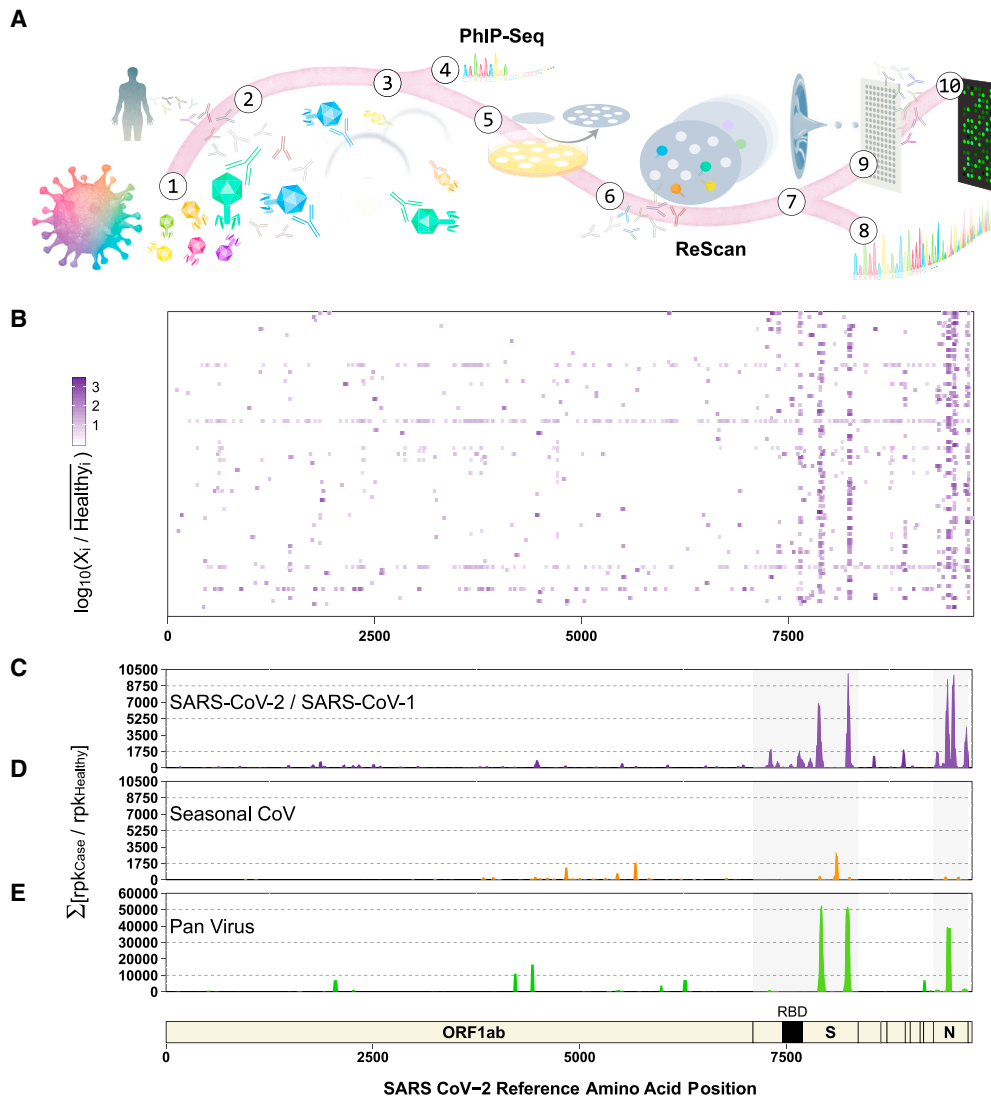 A
PhIP-Seq
1
2
3
4
5
6
7
8
9
10
ReScan
B
3
2
1
log10(Xi / Healthyi)
0
2500
5000
7500
C
10500
8750
7000
5250
3500
1750
0
SARS-CoV-2 / SARS-CoV-1
D
10500
8750
7000
5250
3500
1750
0
Seasonal CoV
Σ[rpkCase / rpkHealthy]
E
60000
50000
40000
30000
20000
10000
0
Pan Virus
RBD
ORF1ab
S
N
0
2500
5000
7500
SARS CoV−2 Reference Amino Acid Position